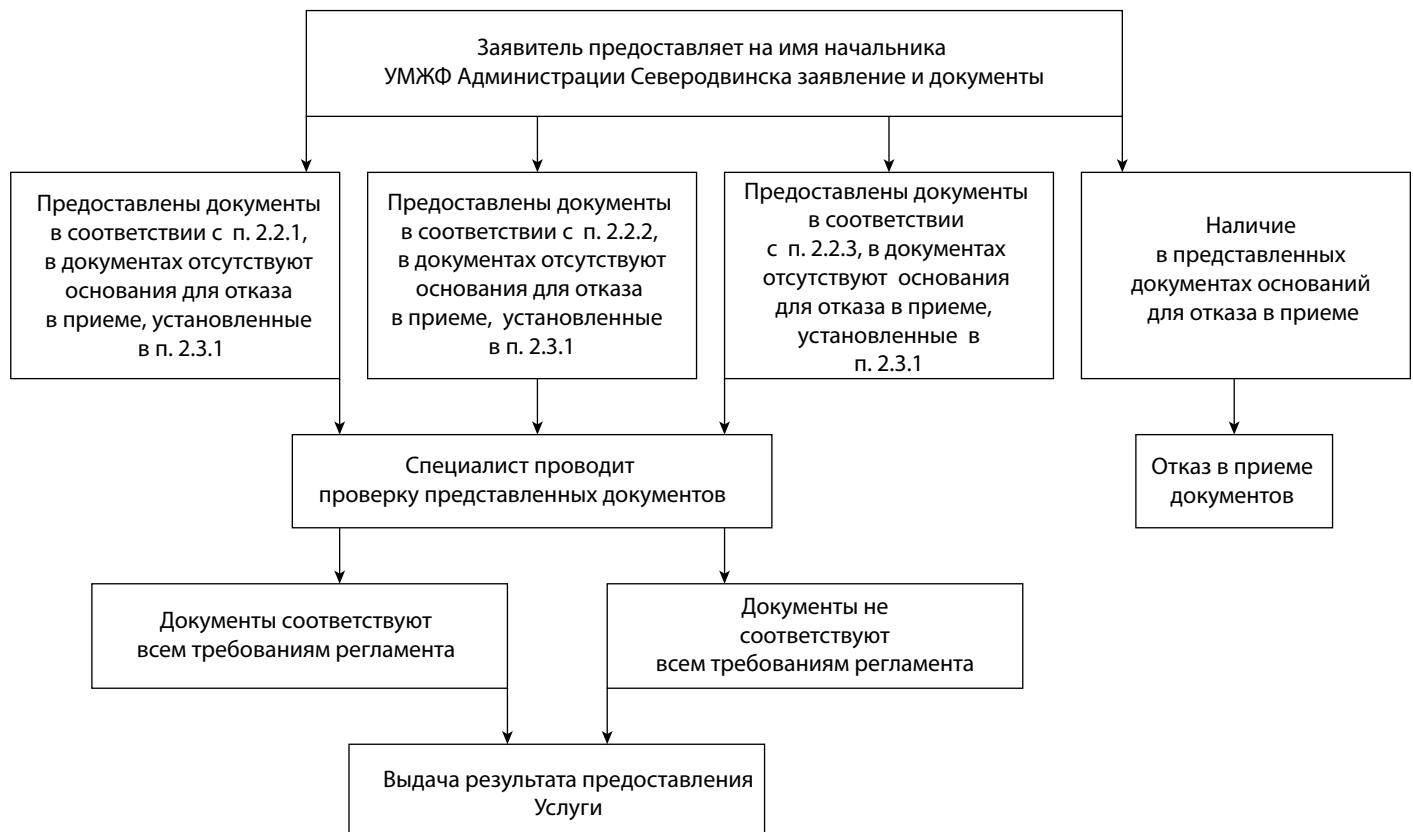 Заявитель предоставляет на имя начальника
УМЖФ Администрации Северодвинска заявление и документы
Предоставлены документы
в соответствии с п. 2.2.1,
в документах отсутствуют
основания для отказа
в приеме, установленные
в п. 2.3.1
Предоставлены документы
в соответствии с п. 2.2.2,
в документах отсутствуют
основания для отказа
в приеме, установленные
в п. 2.3.1
Предоставлены документы
в соответствии
с п. 2.2.3, в документах
отсутствуют основания
для отказа в приеме,
установленные в
п. 2.3.1
Наличие
в представленных
документах оснований
для отказа в приеме
Специалист проводит
проверку представленных документов
Отказ в приеме
документов
Документы соответствуют
всем требованиям регламента
Документы не
соответствуют
всем требованиям регламента
Выдача результата предоставления
Услуги